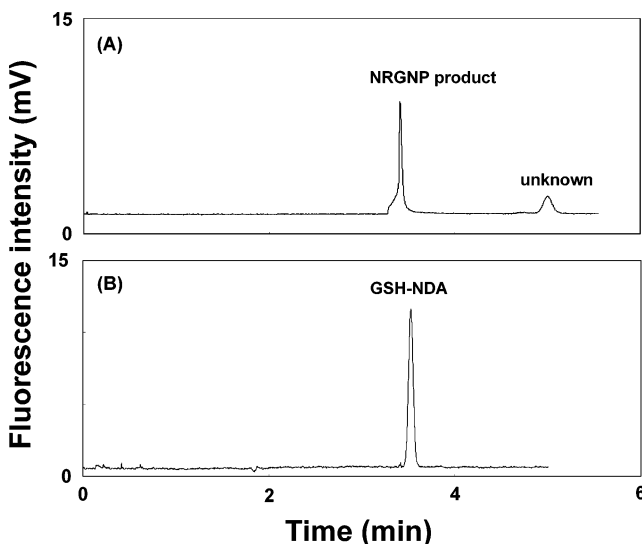 15
(A)
NRGNP product
unknown
0
15
(B)
GSH-NDA
0
0 2 4 6
Time (min)
Fluorescence intensity (mV)